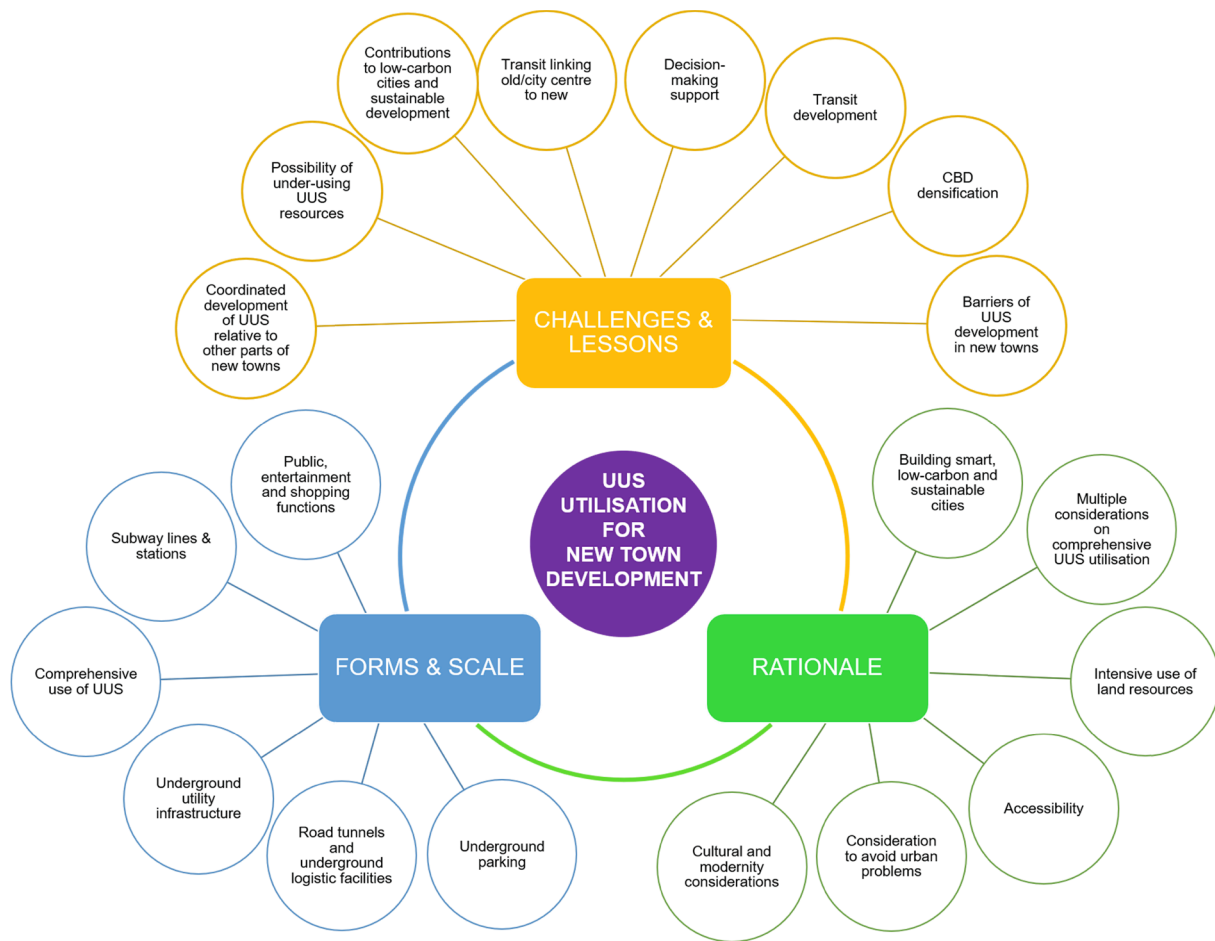 Contributions
to low-carbon
cities and
sustainable
development
Transit linking
old/city centre
to new
Decision-
making
support
Transit
development
CBD
densification
Possibility of
under-using
UUS
resources
Coordinated
development
of UUS
relative to
other parts of
new towns
Barriers of
UUS
development
in new towns
CHALLENGES &
LESSONS
UUS
UTILISATION
FOR
NEW TOWN
DEVELOPMENT
Public,
entertainment
and shopping
functions
Subway lines &
stations
Comprehensive
use of UUS
Underground
utility
infrastructure
Road tunnels
and
underground
logistic facilities
Underground
parking
FORMS & SCALE
RATIONALE
Building smart,
low-carbon and
sustainable
cities
Multiple
considerations
on
comprehensive
UUS utilisation
Intensive use of
land resources
Accessibility
Consideration
to avoid urban
problems
Cultural and
modernity
considerations